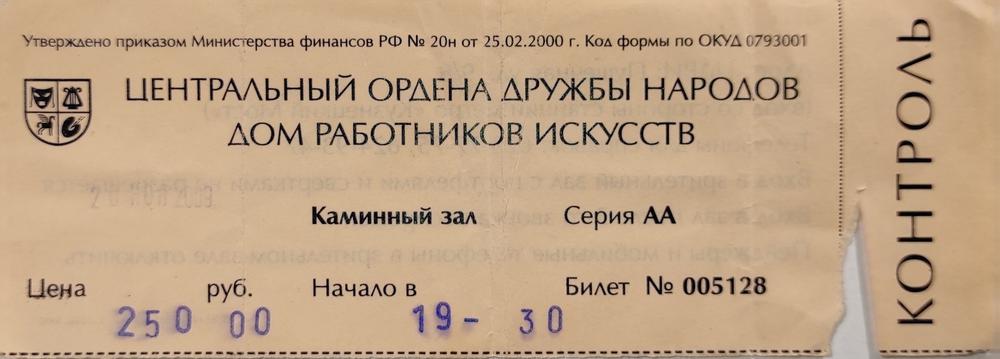 Утверждено приказом Министерства финансов РФ № 20н от 25.02.2000 г. Код формы по ОКУД 0793001
ЦЕНТРАЛЬНЫЙ ОРДЕНА ДРУЖБЫ НАРОДОВ
ДОМ РАБОТНИКОВ ИСКУССТВ
Каминный зал Серия АА
Цена руб. Начало в Билет № 005128
250 00 19- 30
КОНТРОЛЬ